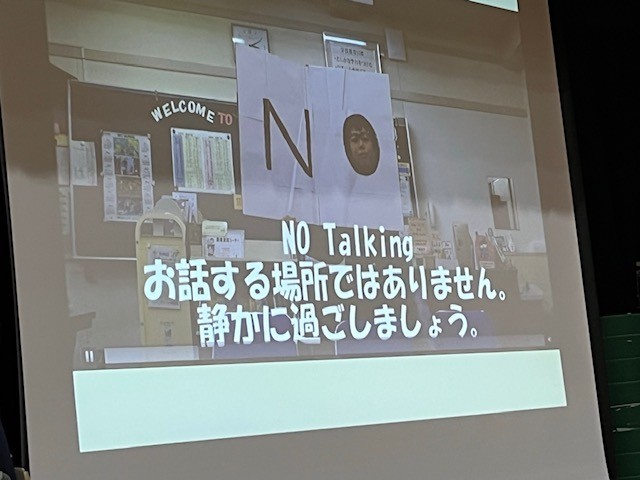 WELCOME TO
NO
NO Talking
お話する場所ではありません。
静かに過ごしましょう。